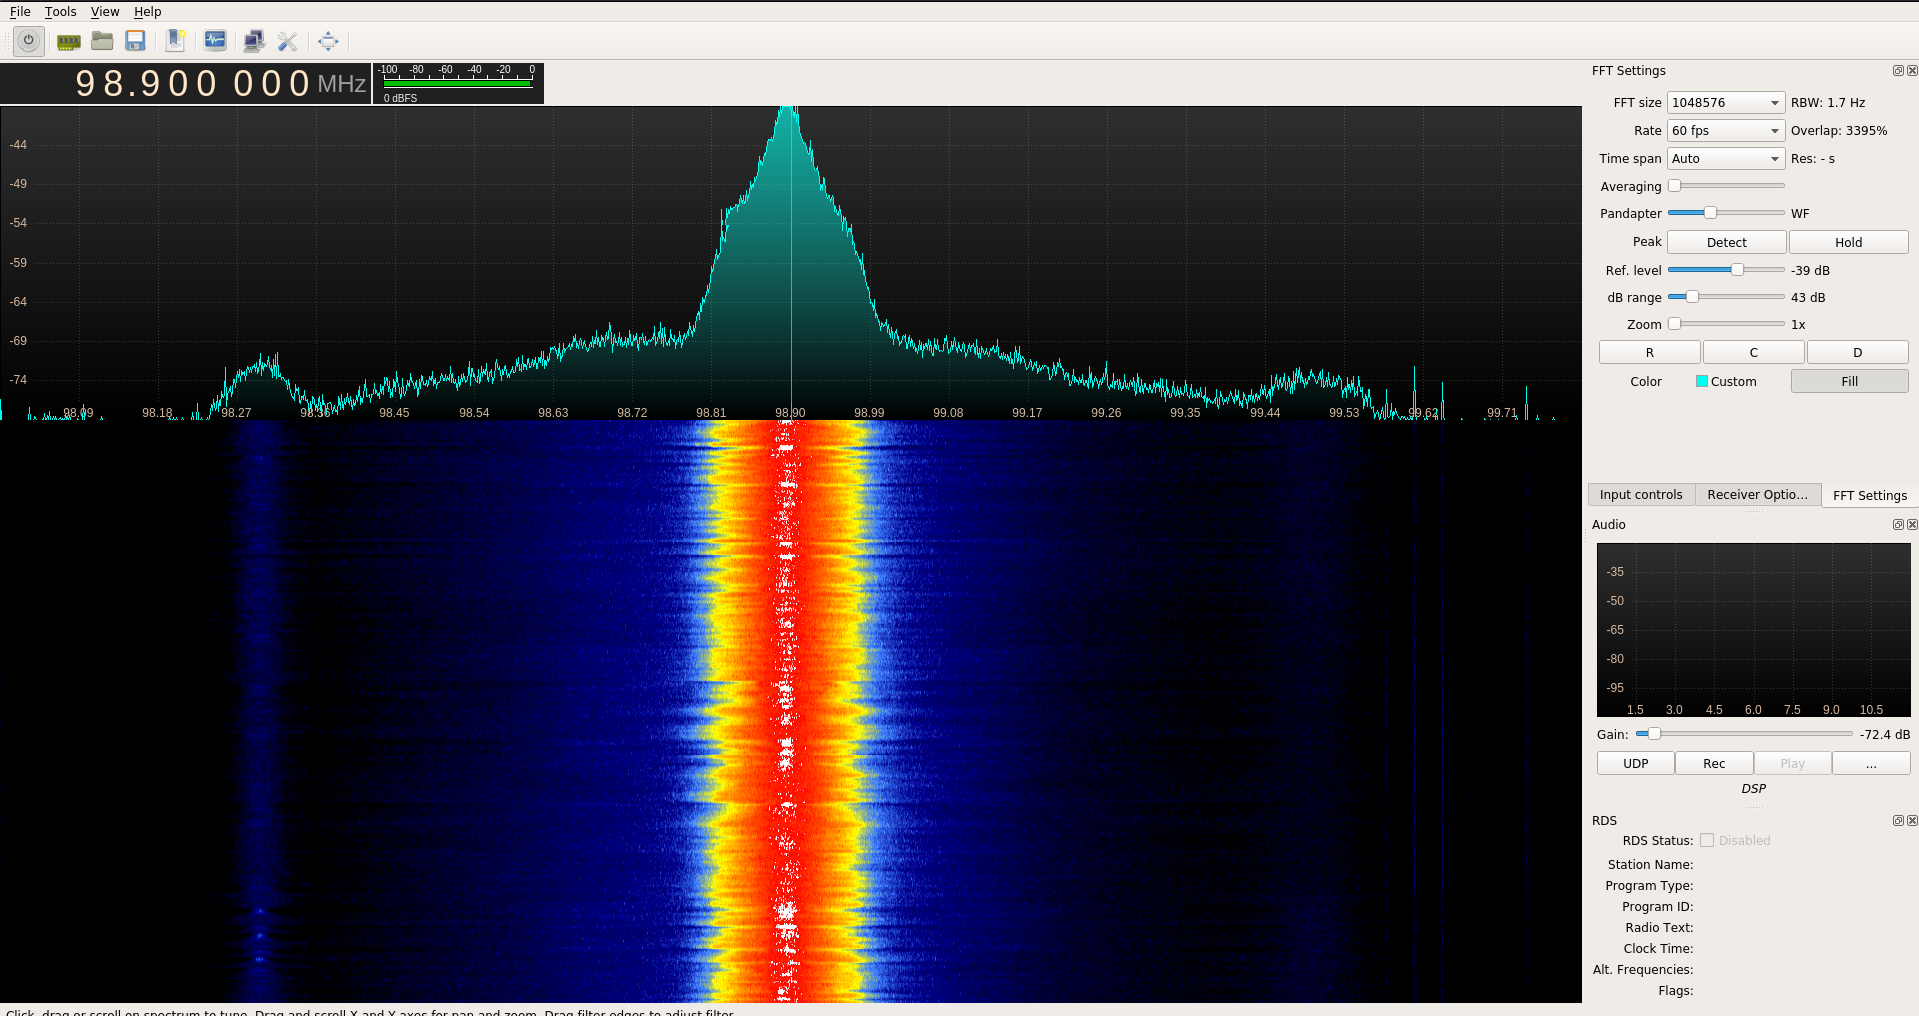 File Tools View Help
98.900 000 MHz
-100 -80 -60 -40 -20 0
0 dBFS
-44
-49
-54
-59
-64
-69
-74
98.09 98.18 98.27 98.36 98.45 98.54 98.63 98.72 98.81 98.90 98.99 99.08 99.17 99.26 99.35 99.44 99.53 99.62 99.71
Click, drag or scroll on spectrum to tune. Drag and scroll X and Y axes for pan and zoom. Drag filter edges to adjust filter.
FFT Settings
FFT size 1048576 RBW: 1.7 Hz
Rate 60 fps Overlap: 3395%
Time span Auto Res: - s
Averaging
Pandapter WF
Peak Detect Hold
Ref. level -39 dB
dB range 43 dB
Zoom 1x
R C D
Color Custom Fill
Input controls Receiver Optio... FFT Settings
Audio
-35
-50
-65
-80
-95
1.5 3.0 4.5 6.0 7.5 9.0 10.5
Gain: -72.4 dB
UDP Rec Play ...
DSP
RDS
RDS Status: Disabled
Station Name:
Program Type:
Program ID:
Radio Text:
Clock Time:
Alt. Frequencies:
Flags: